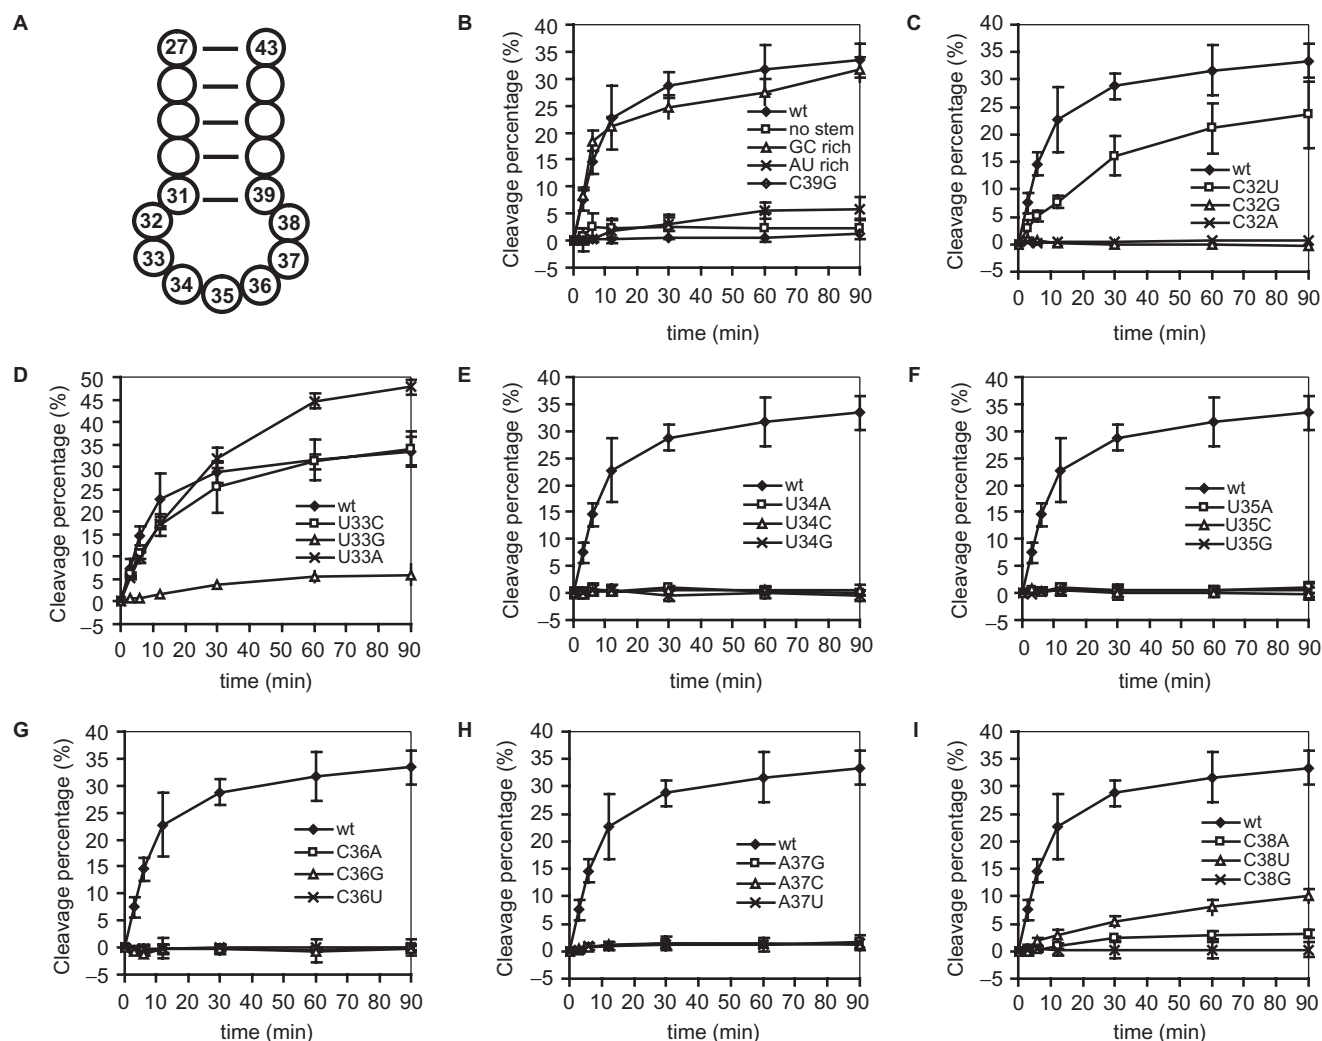 A
27 43
31 39
32 38
33 37
34 36
35
B
Cleavage percentage (%)
40
35
30
25
20
15
10
5
0
–5
wt
no stem
GC rich
AU rich
C39G
0 10 20 30 40 50 60 70 80 90
time (min)
C
Cleavage percentage (%)
40
35
30
25
20
15
10
5
0
–5
wt
C32U
C32G
C32A
0 10 20 30 40 50 60 70 80 90
time (min)
D
Cleavage percentage (%)
50
45
40
35
30
25
20
15
10
5
0
–5
wt
U33C
U33G
U33A
0 10 20 30 40 50 60 70 80 90
time (min)
E
Cleavage percentage (%)
40
35
30
25
20
15
10
5
0
–5
wt
U34A
U34C
U34G
0 10 20 30 40 50 60 70 80 90
time (min)
F
Cleavage percentage (%)
40
35
30
25
20
15
10
5
0
–5
wt
U35A
U35C
U35G
0 10 20 30 40 50 60 70 80 90
time (min)
G
Cleavage percentage (%)
40
35
30
25
20
15
10
5
0
–5
wt
C36A
C36G
C36U
0 10 20 30 40 50 60 70 80 90
time (min)
H
Cleavage percentage (%)
40
35
30
25
20
15
10
5
0
–5
wt
A37G
A37C
A37U
0 10 20 30 40 50 60 70 80 90
time (min)
I
Cleavage percentage (%)
40
35
30
25
20
15
10
5
0
–5
wt
C38A
C38U
C38G
0 10 20 30 40 50 60 70 80 90
time (min)